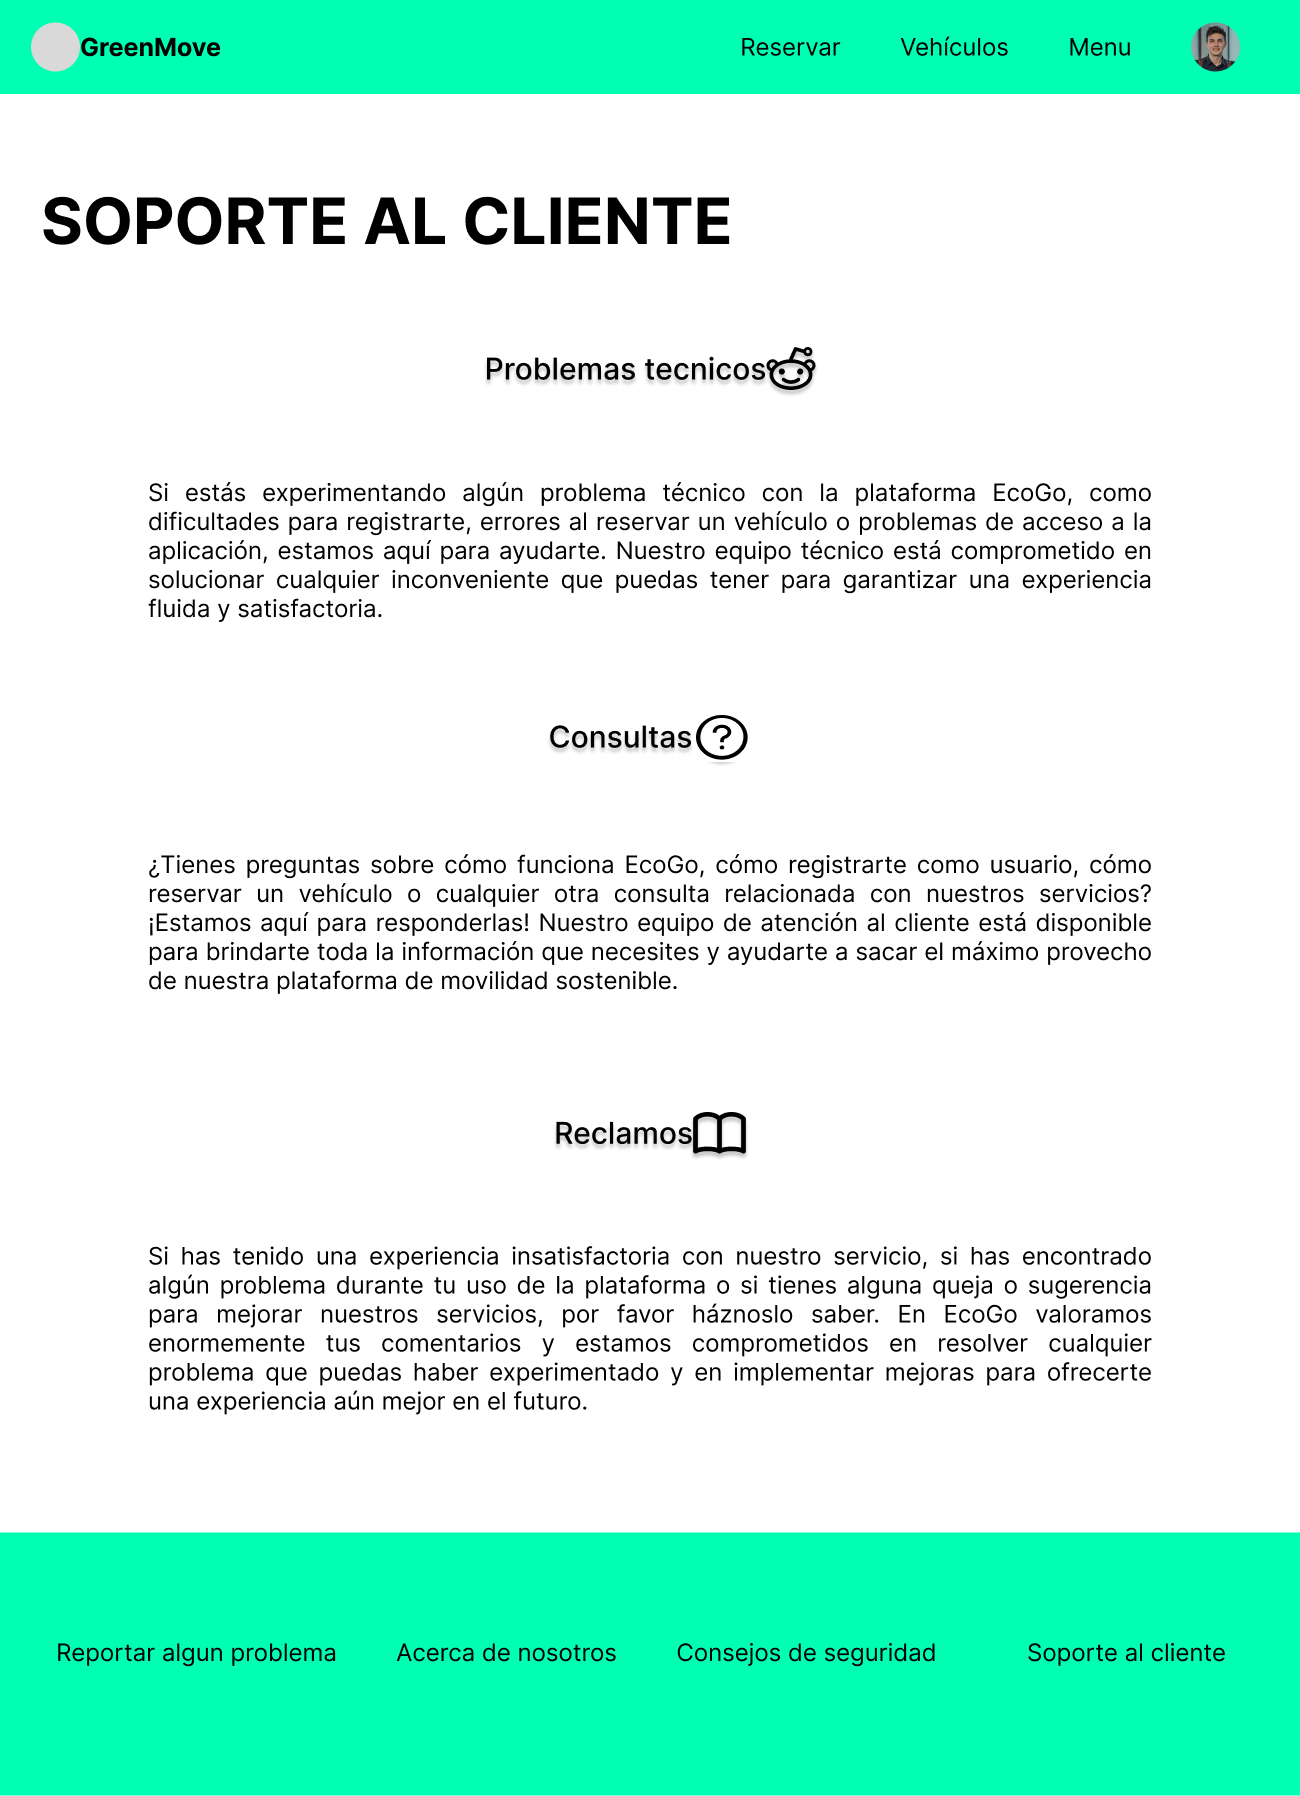 GreenMove
Reservar
Vehículos
Menu
SOPORTE AL CLIENTE
Problemas tecnicos
Si estás experimentando algún problema técnico con la plataforma EcoGo, como
dificultades para registrarte, errores al reservar un vehículo o problemas de acceso a la
aplicación, estamos aquí para ayudarte. Nuestro equipo técnico está comprometido en
solucionar cualquier inconveniente que puedas tener para garantizar una experiencia
fluida y satisfactoria.
Consultas
¿Tienes preguntas sobre cómo funciona EcoGo, cómo registrarte como usuario, cómo
reservar un vehículo o cualquier otra consulta relacionada con nuestros servicios?
¡Estamos aquí para responderlas! Nuestro equipo de atención al cliente está disponible
para brindarte toda la información que necesites y ayudarte a sacar el máximo provecho
de nuestra plataforma de movilidad sostenible.
Reclamos
Si has tenido una experiencia insatisfactoria con nuestro servicio, si has encontrado
algún problema durante tu uso de la plataforma o si tienes alguna queja o sugerencia
para mejorar nuestros servicios, por favor háznoslo saber. En EcoGo valoramos
enormemente tus comentarios y estamos comprometidos en resolver cualquier
problema que puedas haber experimentado y en implementar mejoras para ofrecerte
una experiencia aún mejor en el futuro.
Reportar algun problema
Acerca de nosotros
Consejos de seguridad
Soporte al cliente